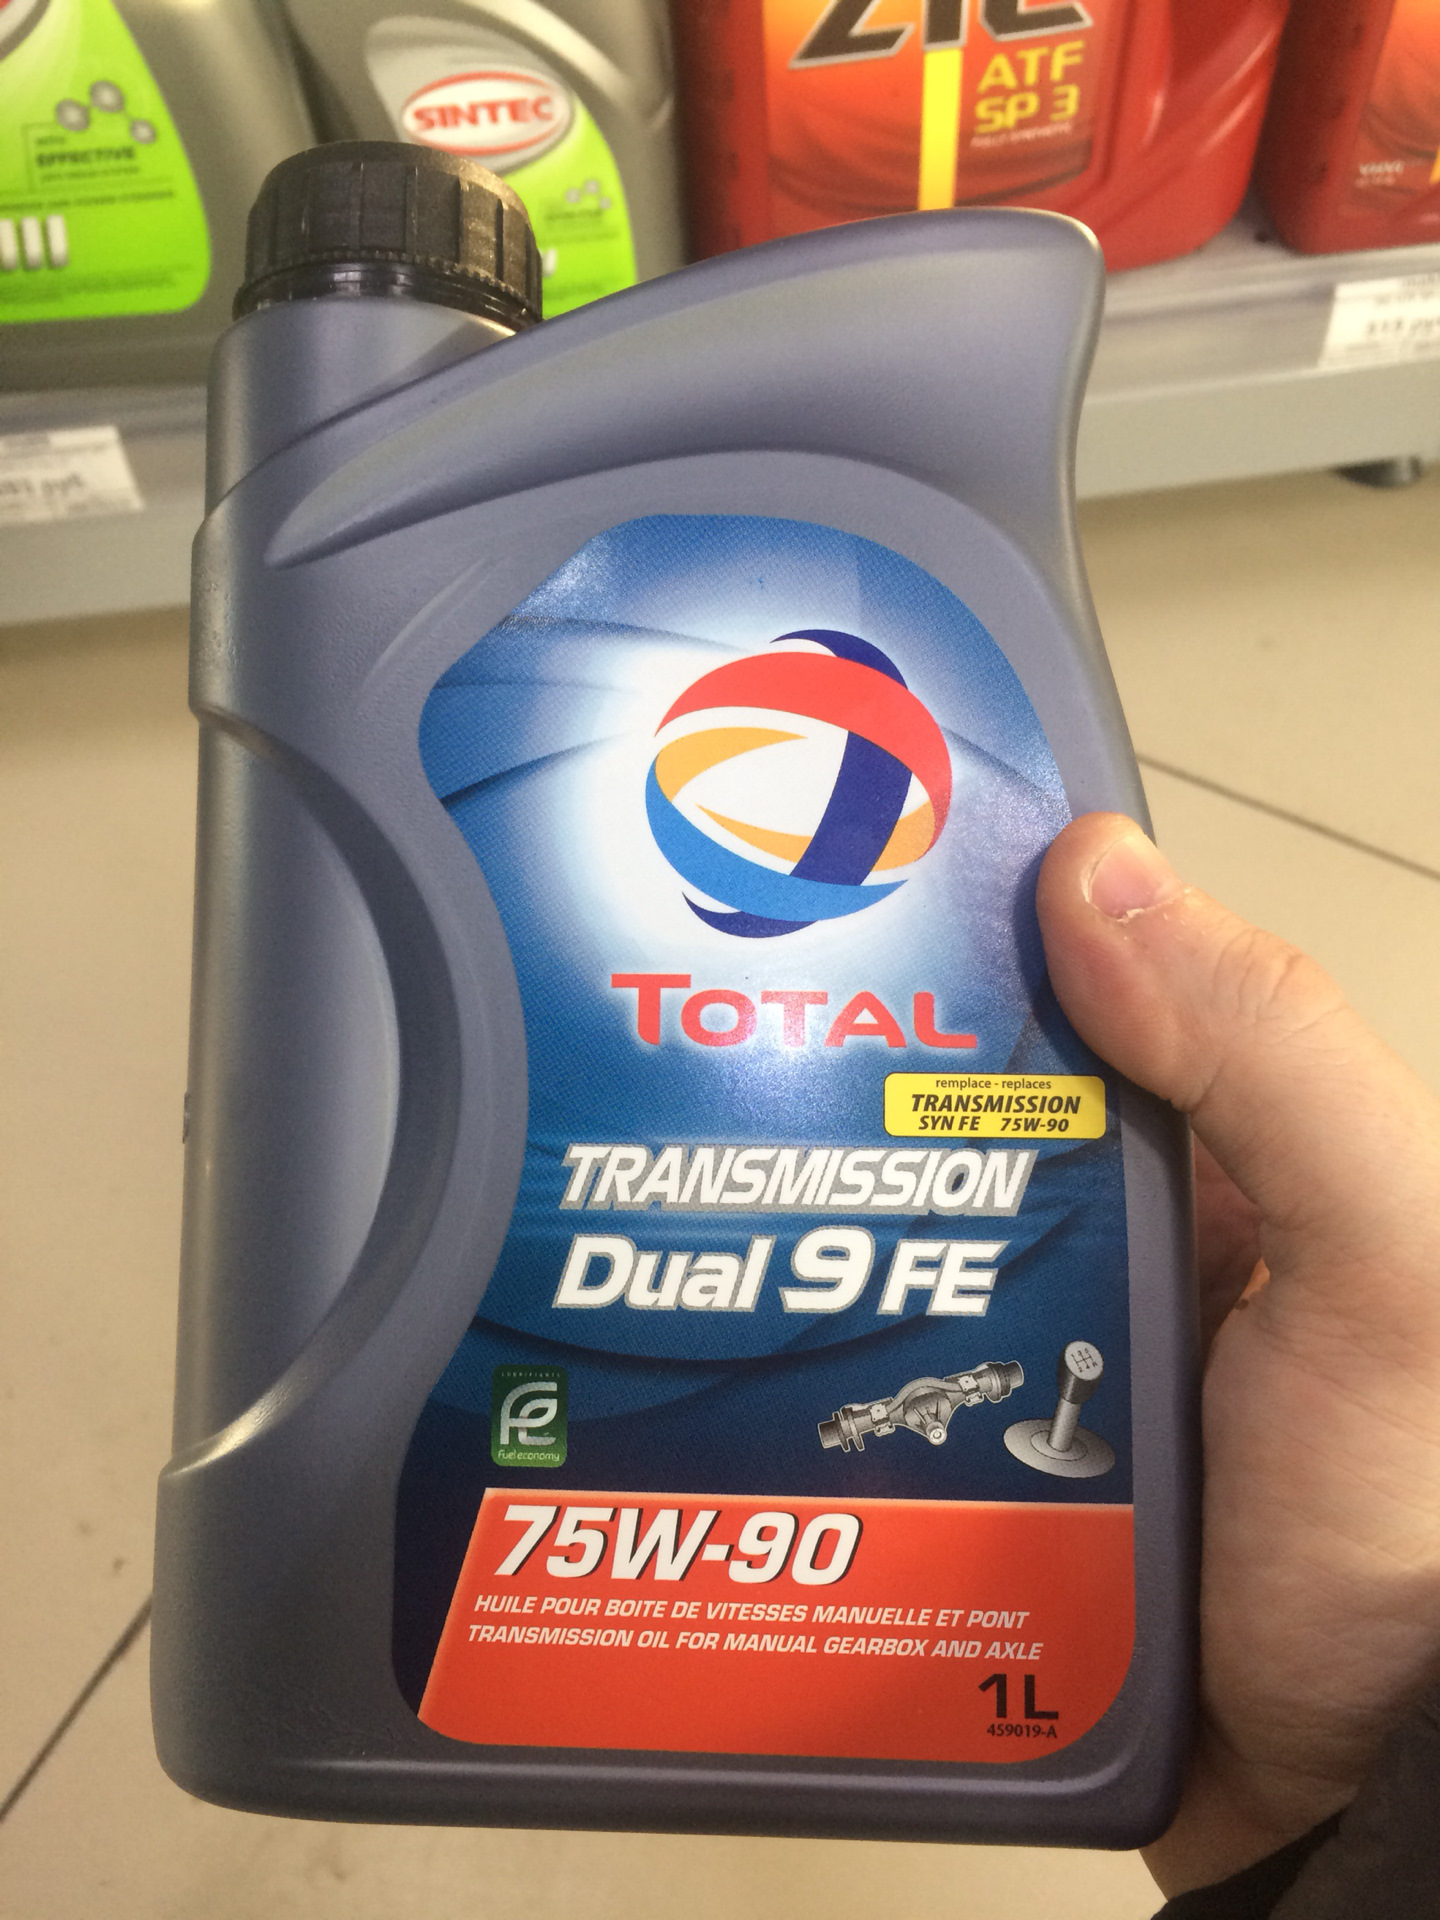 EFFECTIVE
SINTEC
ZIC
ATF
SP 3
TOTAL
remplace - replaces
TRANSMISSION
SYN FE 75W-90
TRANSMISSION
Dual 9 FE
LUBRIFIANTS
Fuel economy
75W-90
HUILE POUR BOITE DE VITESSES MANUELLE ET PONT
TRANSMISSION OIL FOR MANUAL GEARBOX AND AXLE
1L
459019-A